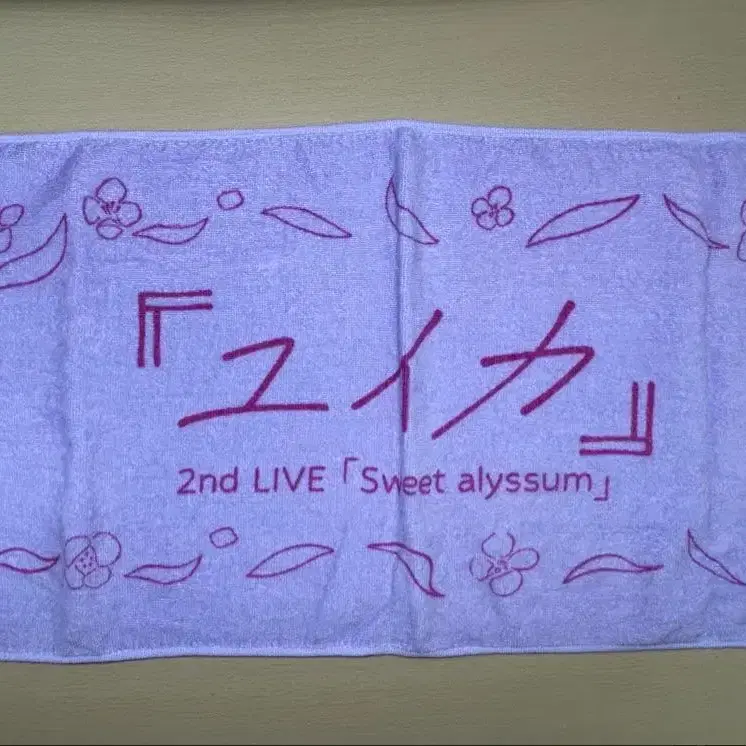 『ユイカ』
2nd LIVE「Sweet alyssum」